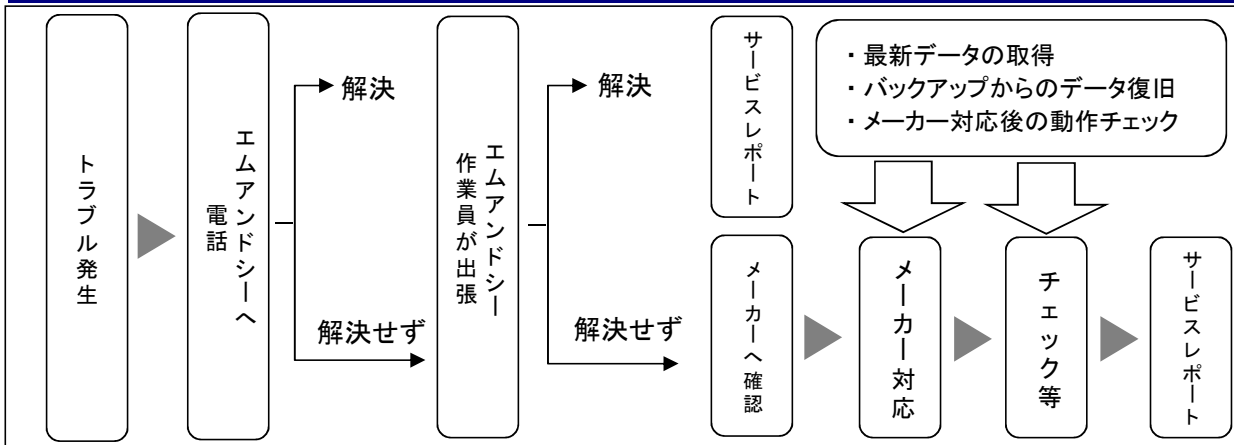 トラブル発生
エムアンドシーへ
電話
解決
解決せず
エムアンドシー
作業員が出張
解決
解決せず
サービスレポート
メーカーへ確認
・最新データの取得
・バックアップからのデータ復旧
・メーカー対応後の動作チェック
メーカー対応
チェック等
サービスレポート